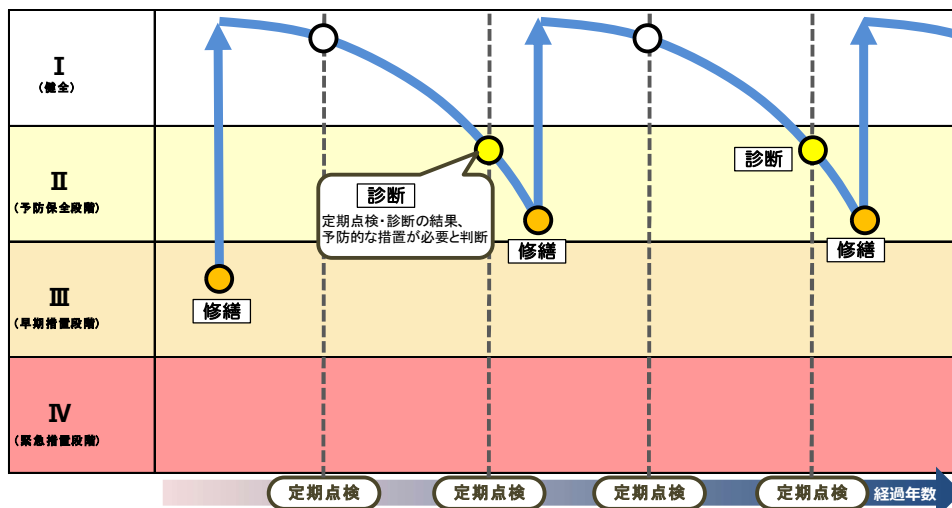 Ⅰ
(健全)
Ⅱ
(予防保全段階)
Ⅲ
(早期措置段階)
Ⅳ
(緊急措置段階)
診断
定期点検・診断の結果、
予防的な措置が必要と判断
診断
修繕
修繕
修繕
定期点検
定期点検
定期点検
定期点検
経過年数